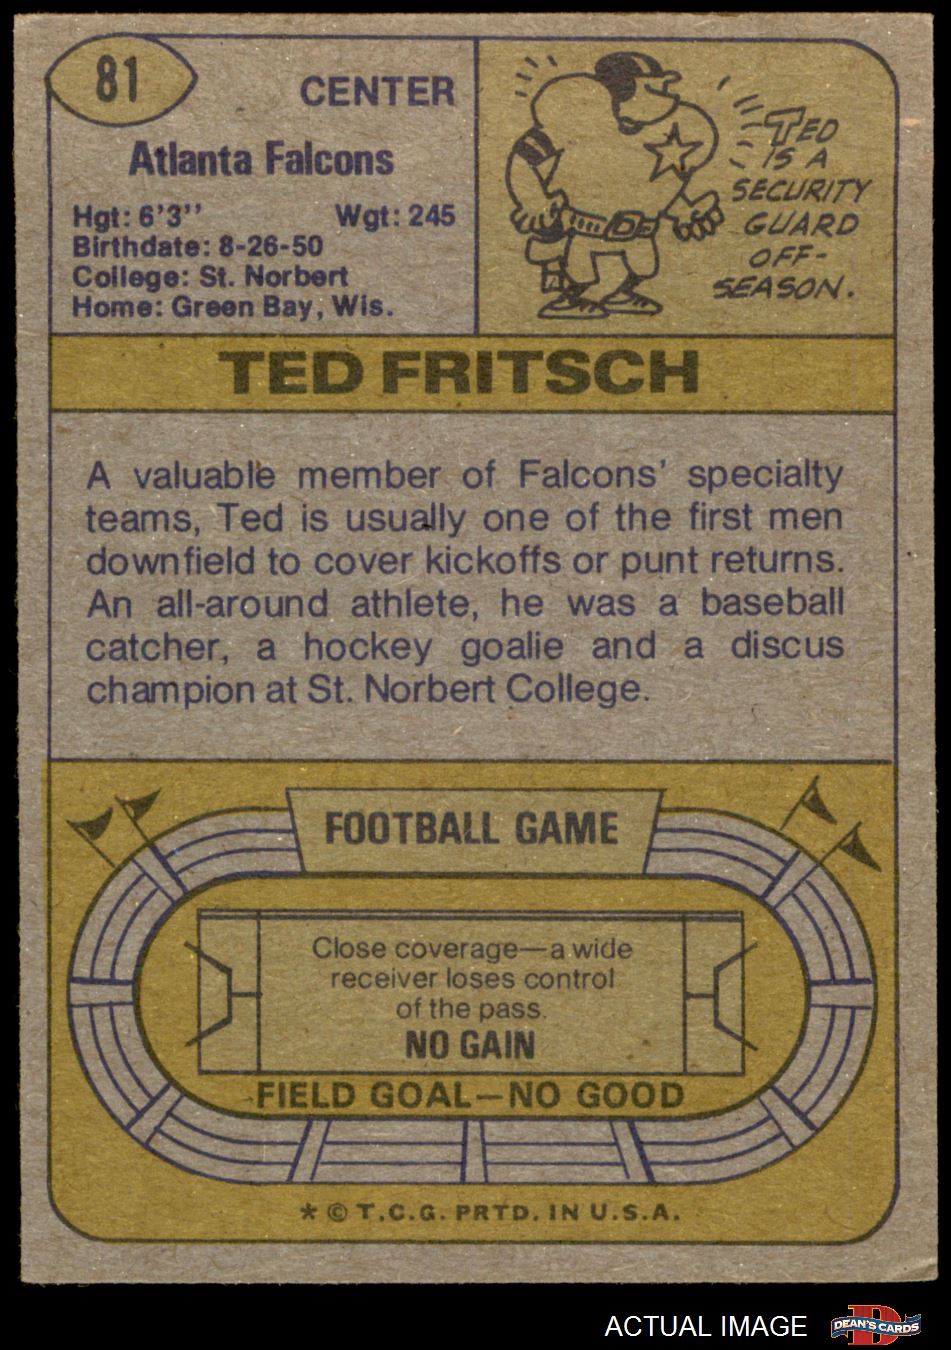 81
CENTER
Atlanta Falcons
Hgt: 6'3'' Wgt: 245
Birthdate: 8-26-50
College: St. Norbert
Home: Green Bay, Wis.
TED
IS A
SECURITY
GUARD
OFF-
SEASON.
TED FRITSCH
A valuable member of Falcons' specialty
teams, Ted is usually one of the first men
downfield to cover kickoffs or punt returns.
An all-around athlete, he was a baseball
catcher, a hockey goalie and a discus
champion at St. Norbert College.
FOOTBALL GAME
Close coverage—a wide
receiver loses control
of the pass.
NO GAIN
FIELD GOAL—NO GOOD
* © T.C.G. PRTD. IN U.S.A.
ACTUAL IMAGE
D
DEAN'S CARDS